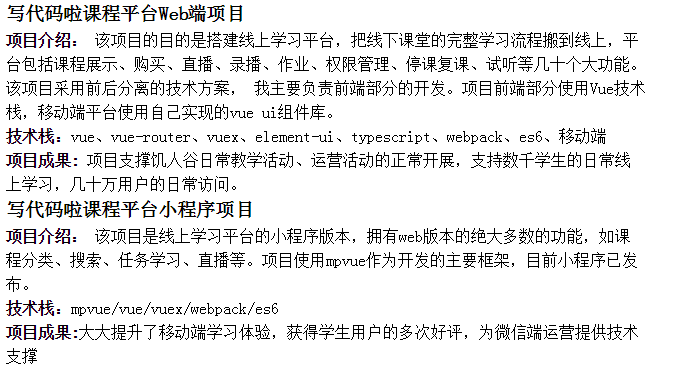 写代码啦课程平台Web端项目
项目介绍： 该项目的目的是搭建线上学习平台，把线下课堂的完整学习流程搬到线上，平
台包括课程展示、购买、直播、录播、作业、权限管理、停课复课、试听等几十个大功能。
该项目采用前后分离的技术方案， 我主要负责前端部分的开发。项目前端部分使用Vue技术
栈，移动端平台使用自己实现的vue ui组件库。
技术栈：vue、vue-router、vuex、element-ui、typescript、webpack、es6、移动端
项目成果: 项目支撑饥人谷日常教学活动、运营活动的正常开展，支持数千学生的日常线
上学习，几十万用户的日常访问。
写代码啦课程平台小程序项目
项目介绍： 该项目是线上学习平台的小程序版本，拥有web版本的绝大多数的功能，如课
程分类、搜索、任务学习、直播等。项目使用mpvue作为开发的主要框架，目前小程序已发
布。
技术栈：mpvue/vue/vuex/webpack/es6
项目成果:大大提升了移动端学习体验，获得学生用户的多次好评，为微信端运营提供技术
支撑